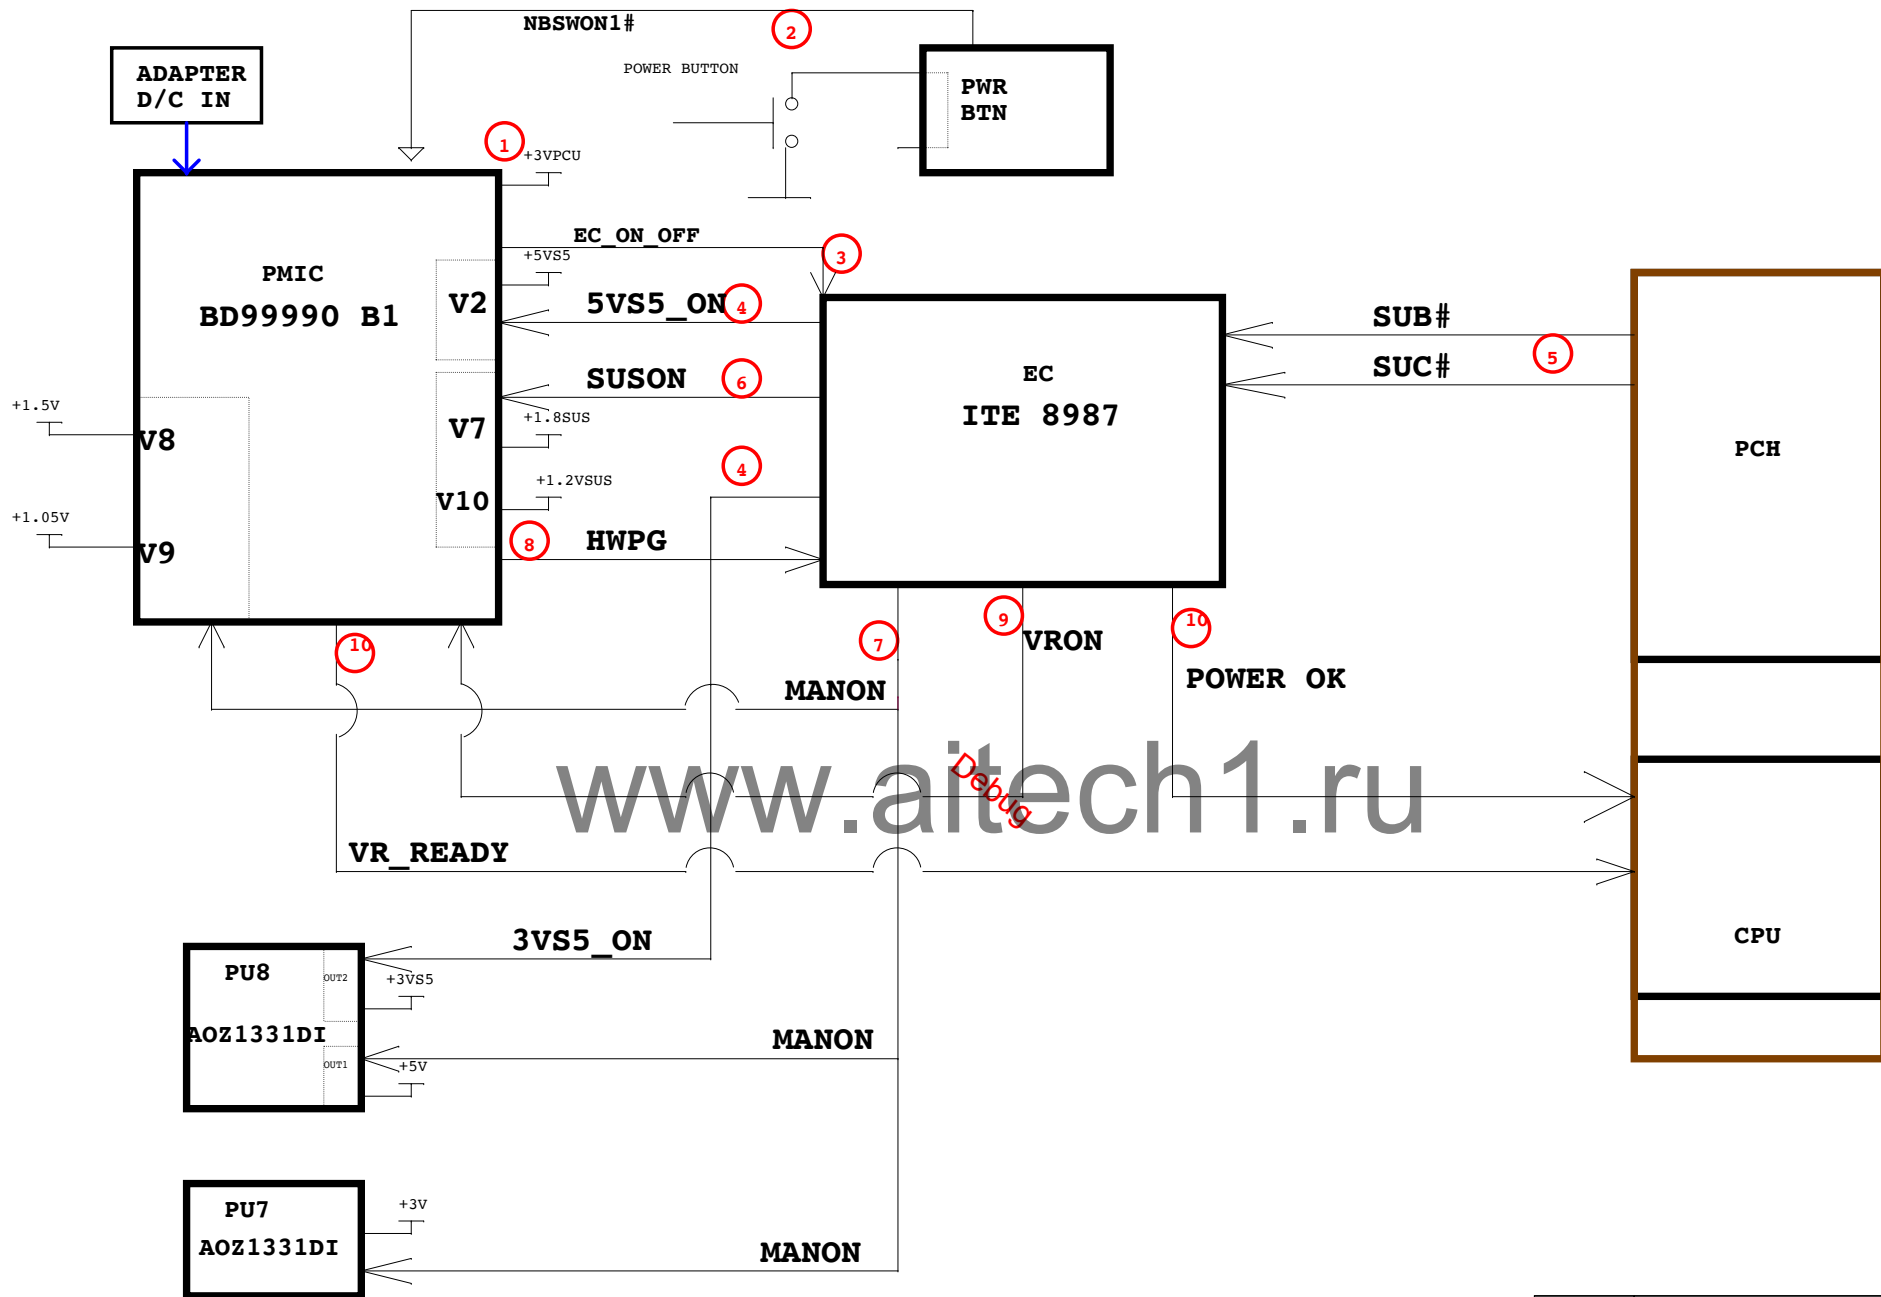 NBSWON1#
2
ADAPTER
D/C IN
POWER BUTTON
PWR
BTN
1
+3VPCU
EC_ON_OFF
3
+5VS5
PMIC
BD99990 B1
V2
5VS5_ON
4
SUB#
5
SUC#
SUSON
6
EC
ITE 8987
+1.5V
V8
V7
+1.8SUS
PCH
4
V10
+1.2VSUS
+1.05V
V9
8
HWPG
10
7
9
VRON
10
POWER OK
MANON
www.aitech1.ru
Debug
VR_READY
3VS5_ON
CPU
PU8
OUT2
+3VS5
AOZ1331DI
MANON
OUT1
+5V
PU7
+3V
AOZ1331DI
MANON